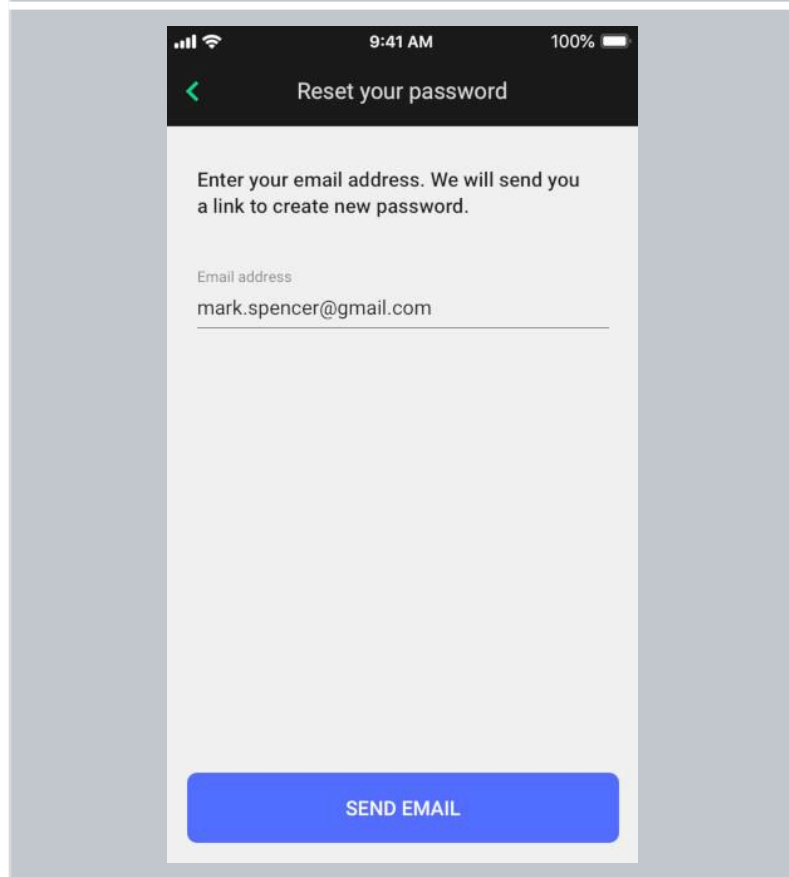 9:41 AM 100%
Reset your password
Enter your email address. We will send you
a link to create new password.
Email address
mark.spencer@gmail.com
SEND EMAIL